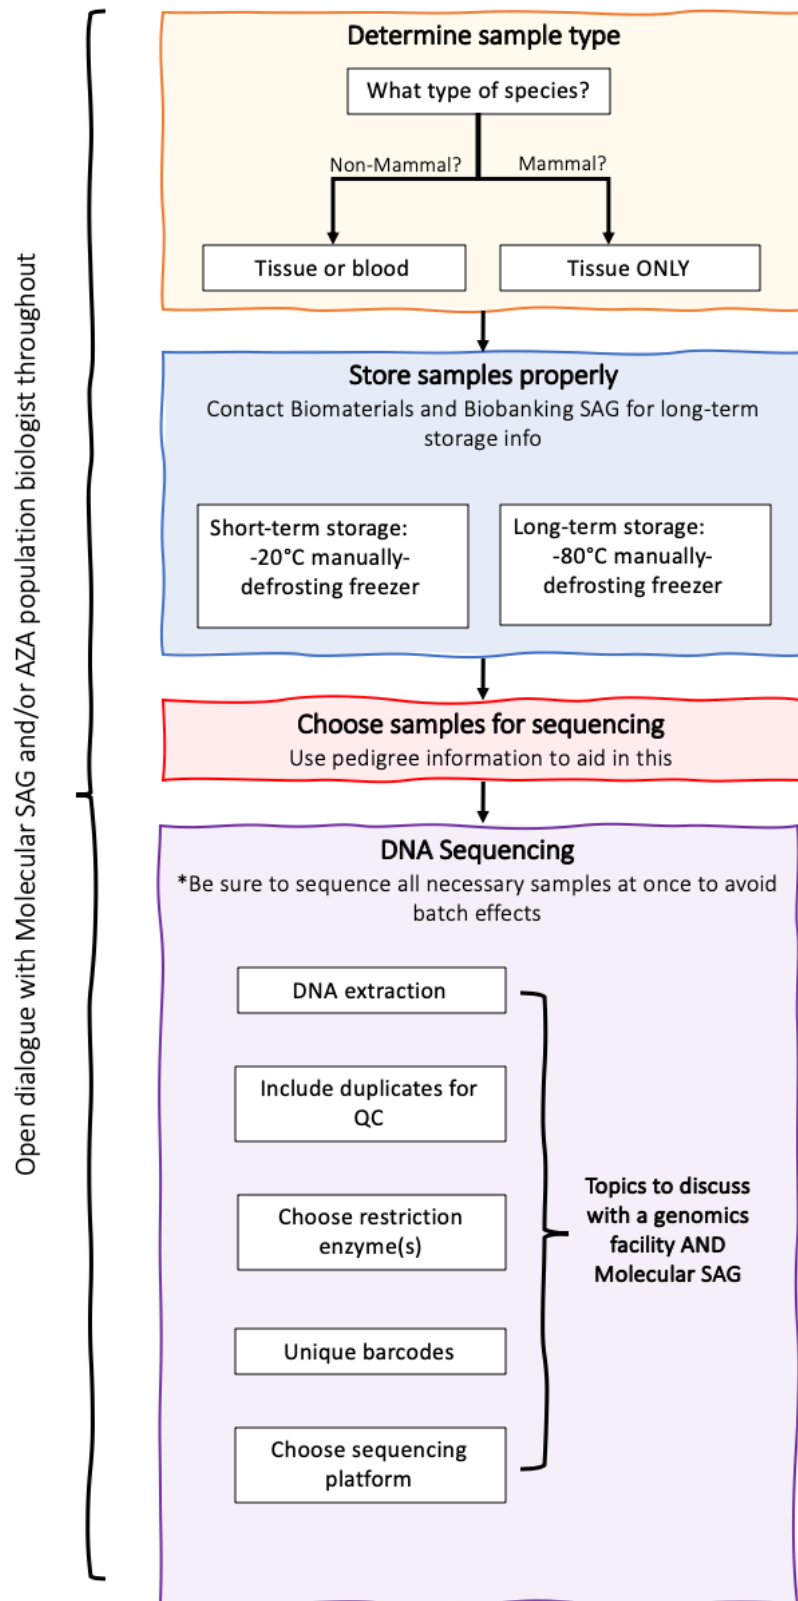 Open dialogue with Molecular SAG and/or AZA population biologist throughout
Determine sample type
What type of species?
Non-Mammal?
Mammal?
Tissue or blood
Tissue ONLY
Store samples properly
Contact Biomaterials and Biobanking SAG for long-term
storage info
Short-term storage:
-20°C manually-
defrosting freezer
Long-term storage:
-80°C manually-
defrosting freezer
Choose samples for sequencing
Use pedigree information to aid in this
DNA Sequencing
*Be sure to sequence all necessary samples at once to avoid
batch effects
DNA extraction
Include duplicates for
QC
Choose restriction
enzyme(s)
Unique barcodes
Choose sequencing
platform
Topics to discuss
with a genomics
facility AND
Molecular SAG